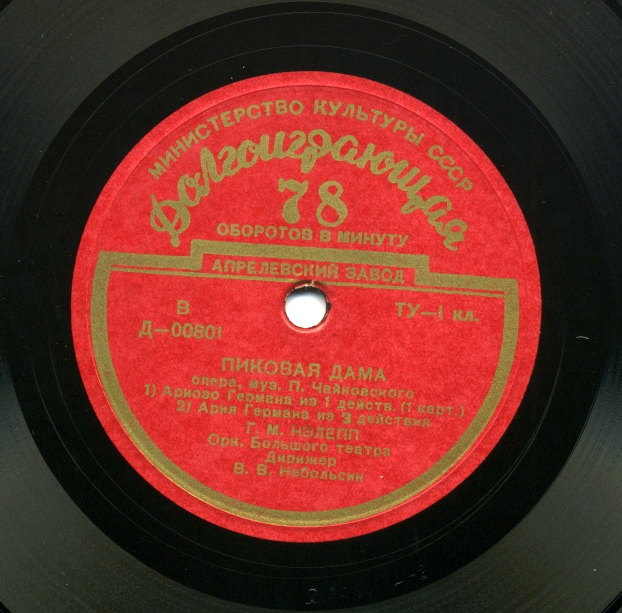 МИНИСТЕРСТВО КУЛЬТУРЫ СССР
Долгоиграющая
78
ОБОРОТОВ В МИНУТУ
АПРЕЛЕВСКИЙ ЗАВОД
В
Д—00801
ТУ—1 кл.
ПИКОВАЯ ДАМА
опера, муз. П. Чайковского
1) Ариозо Германа из 1 действ. (1 карт.)
2) Ария Германа из 3 действия
Г. М. НЭЛЕПП
Орк. Большого театра
Дирижер
В. В. Небольсин